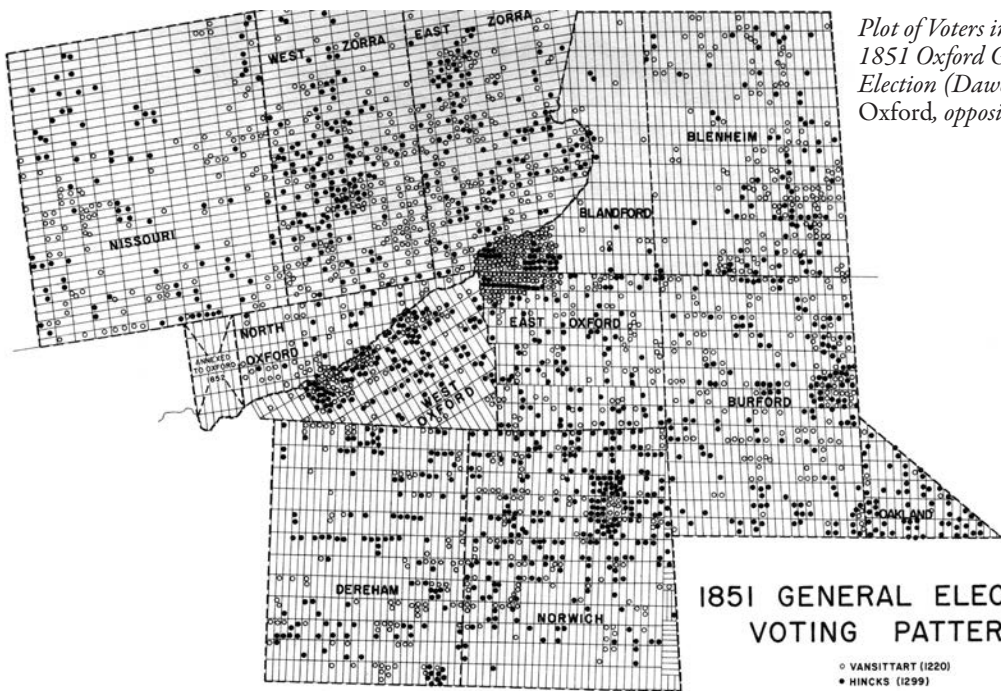 Plot of Voters in
1851 Oxford G
Election (Daw
Oxford, opposi
WEST ZORRA
EAST ZORRA
BLENHEIM
BLANDFORD
NISSOURI
NORTH
OXFORD
ANNEXED
TO OXFORD
1852
EAST OXFORD
WEST
OXFORD
BURFORD
OAKLAND
DEREHAM
NORWICH
1851 GENERAL ELEC
VOTING PATTER
VANSITTART (1220)
HINCKS (1299)